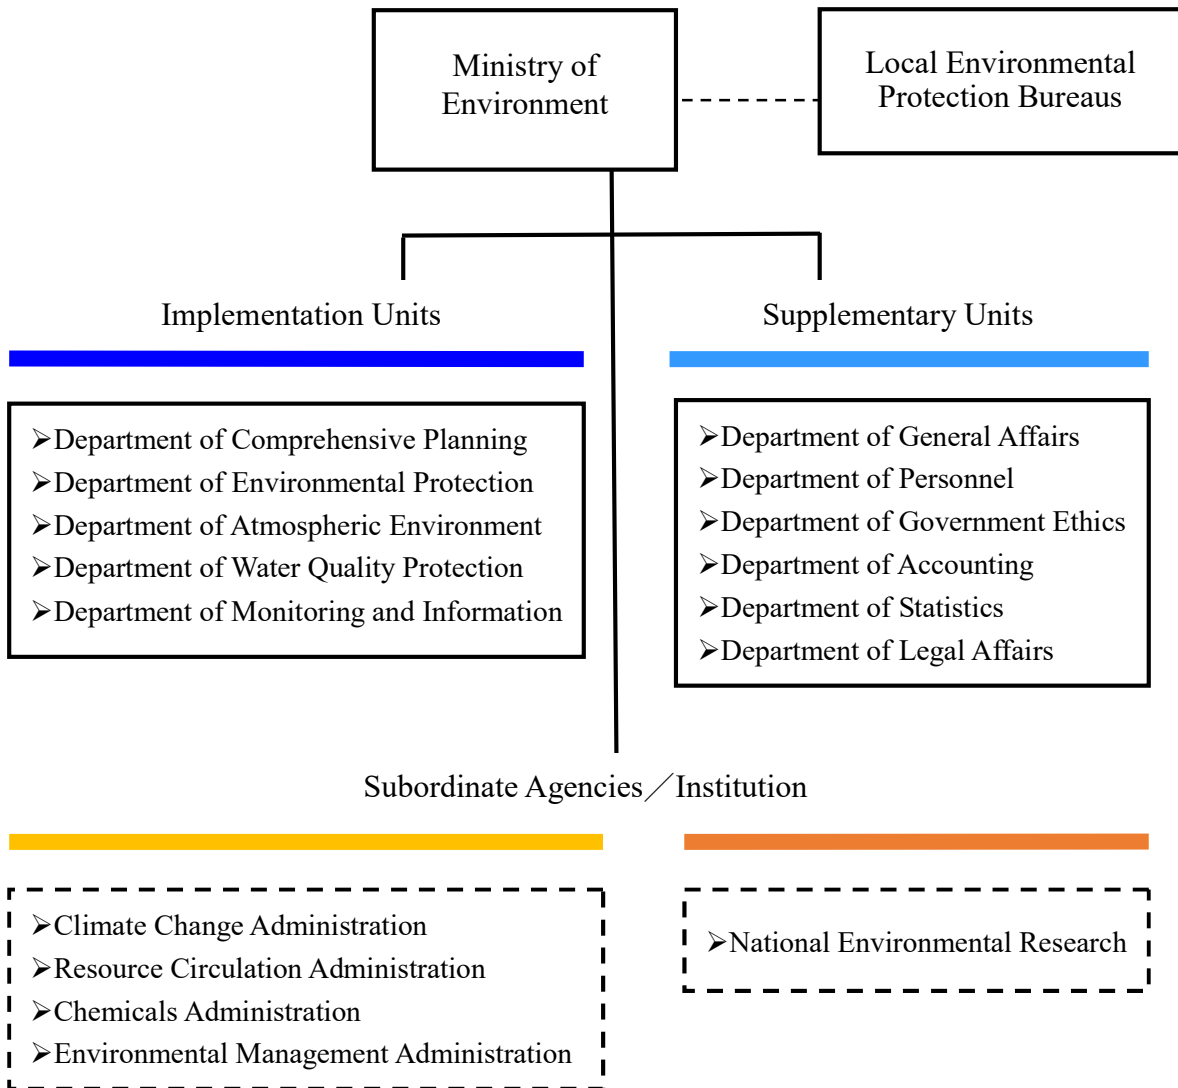 Ministry of
Environment
Local Environmental
Protection Bureaus
Implementation Units
Supplementary Units
➢Department of Comprehensive Planning
➢Department of Environmental Protection
➢Department of Atmospheric Environment
➢Department of Water Quality Protection
➢Department of Monitoring and Information
➢Department of General Affairs
➢Department of Personnel
➢Department of Government Ethics
➢Department of Accounting
➢Department of Statistics
➢Department of Legal Affairs
Subordinate Agencies／Institution
➢Climate Change Administration
➢Resource Circulation Administration
➢Chemicals Administration
➢Environmental Management Administration
➢National Environmental Research